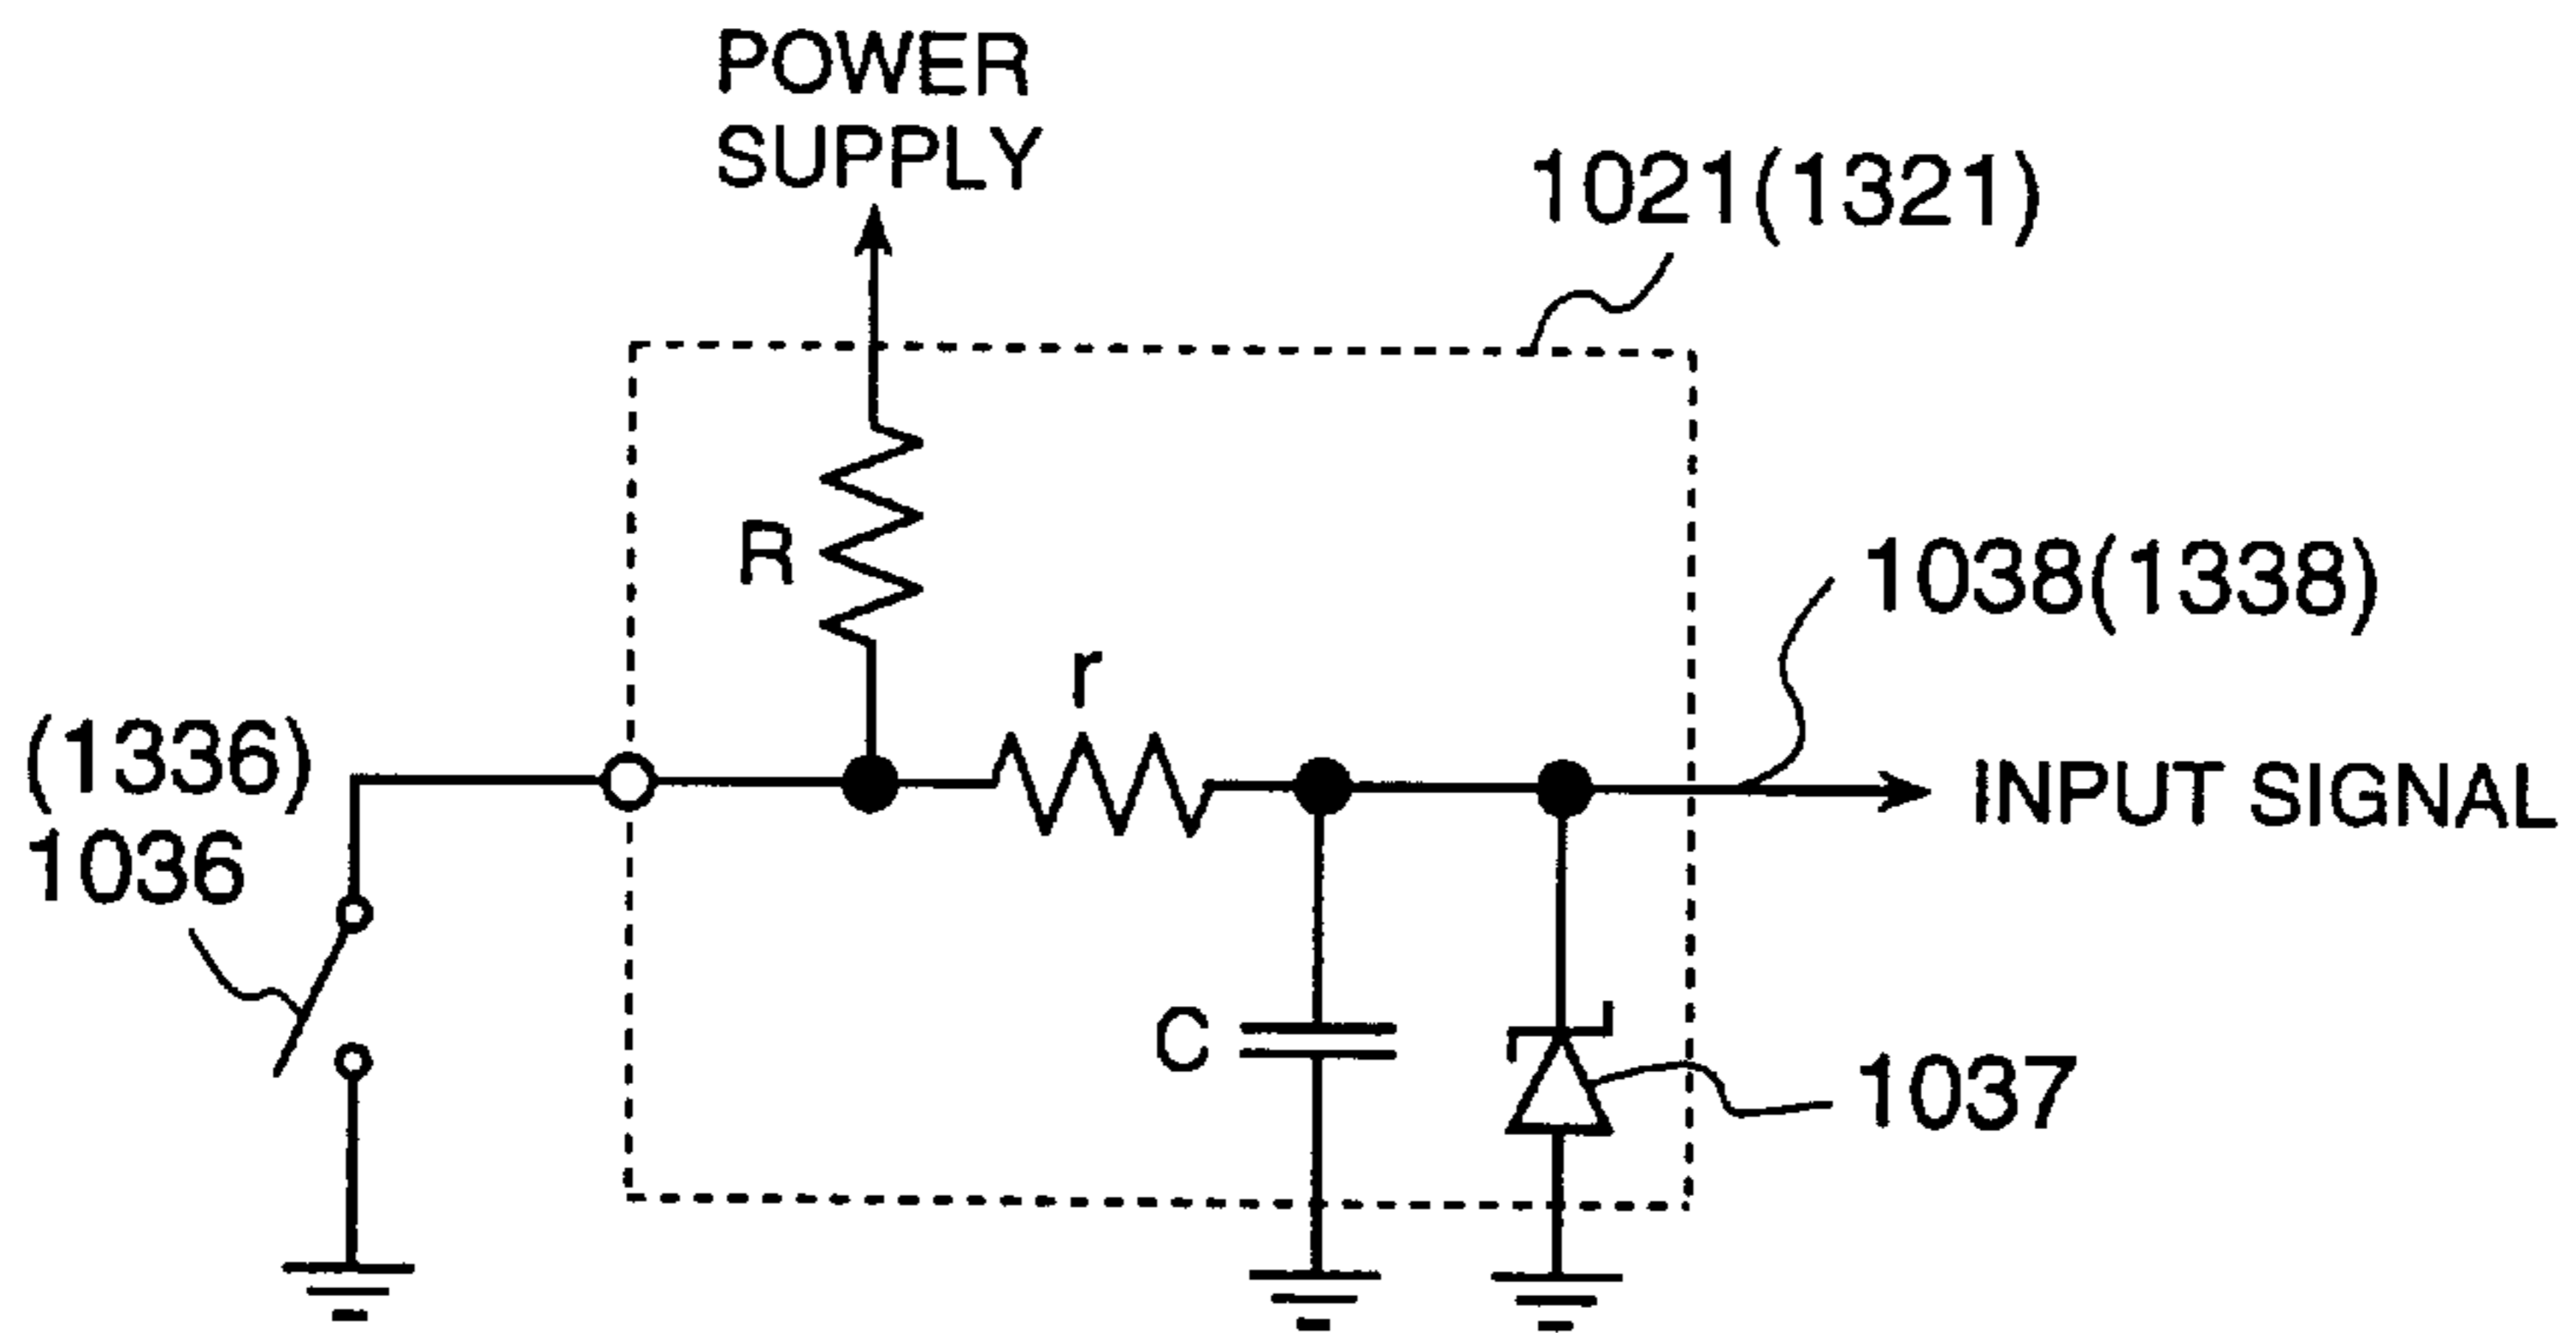 POWER
SUPPLY
1021(1321)
R
1038(1338)
r
(1336)
1036
INPUT SIGNAL
C
1037